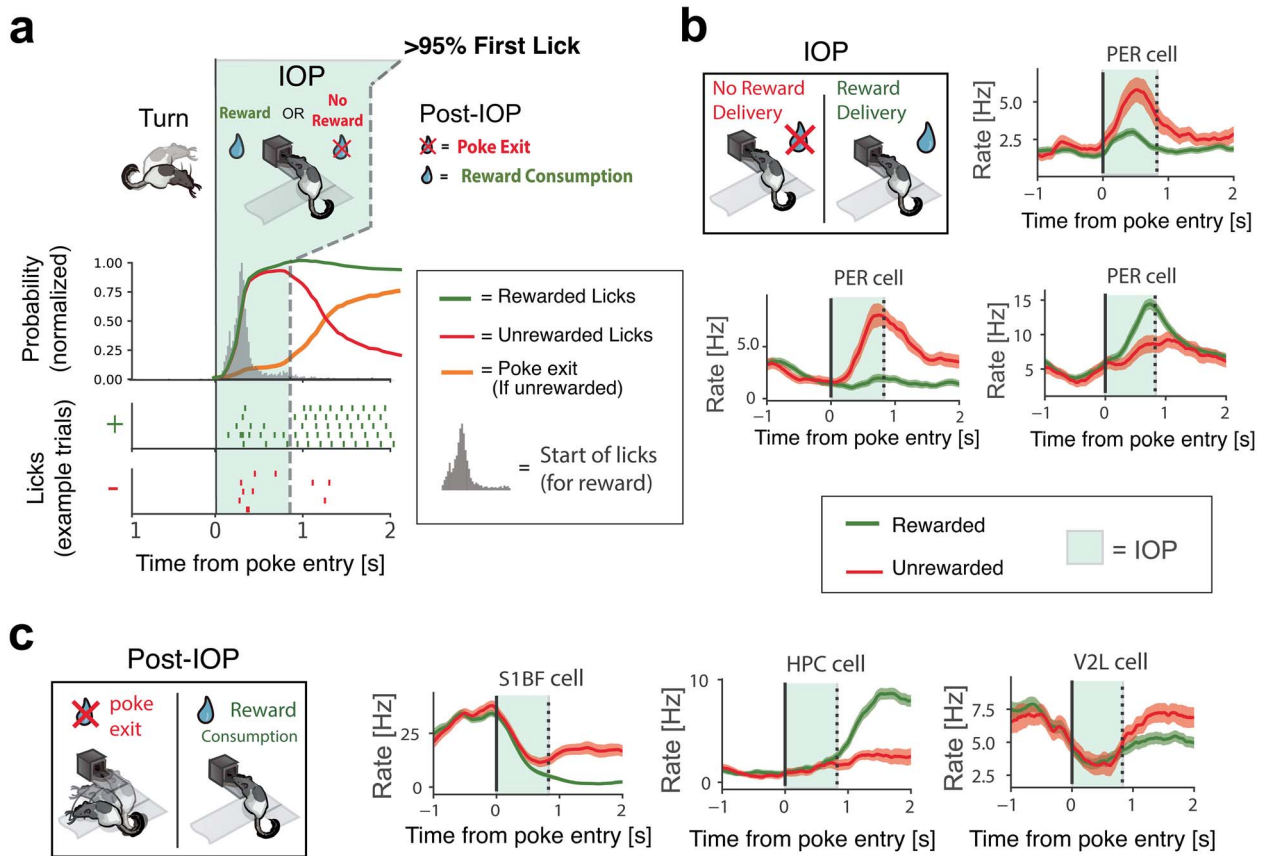 a
>95% First Lick
IOP
Reward
OR
No
Reward
Turn
Post-IOP
= Poke Exit
= Reward Consumption
Probability
(normalized)
1.00
0.75
0.50
0.25
0.00
= Rewarded Licks
= Unrewarded Licks
= Poke exit
(If unrewarded)
= Start of licks
(for reward)
Licks
(example trials)
+
-
1 0 1 2
Time from poke entry [s]
b
IOP
No Reward
Delivery
Reward
Delivery
PER cell
Rate [Hz]
5.0
2.5
−1 0 1 2
Time from poke entry [s]
PER cell
Rate [Hz]
5.0
0
−1 0 1 2
Time from poke entry [s]
PER cell
Rate [Hz]
15
10
5
−1 0 1 2
Time from poke entry [s]
Rewarded
Unrewarded
= IOP
c
Post-IOP
poke
exit
Reward
Consumption
S1BF cell
Rate [Hz]
25
0
−1 0 1 2
Time from poke entry [s]
HPC cell
Rate [Hz]
10
0
−1 0 1 2
Time from poke entry [s]
V2L cell
Rate [Hz]
7.5
5.0
2.5
−1 0 1 2
Time from poke entry [s]